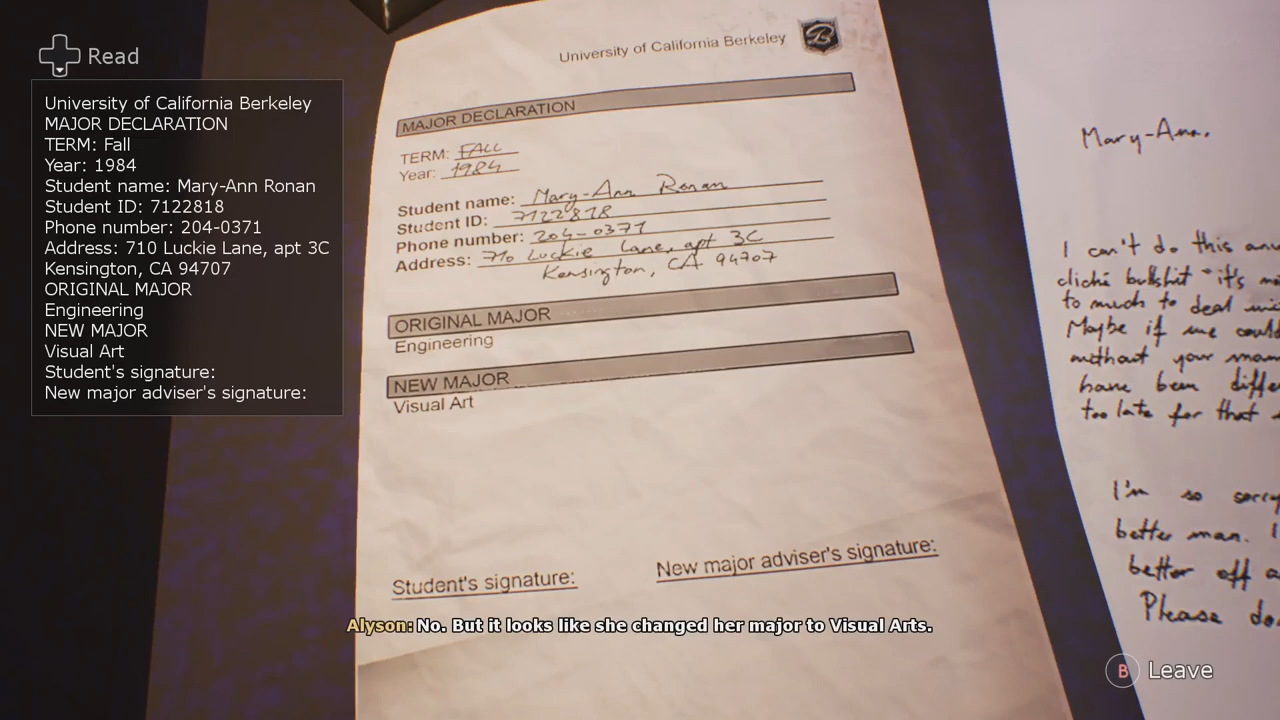 Read
University of California Berkeley
MAJOR DECLARATION
TERM: Fall
Year: 1984
Student name: Mary-Ann Ronan
Student ID: 7122818
Phone number: 204-0371
Address: 710 Luckie Lane, apt 3C
Kensington, CA 94707
ORIGINAL MAJOR
Engineering
NEW MAJOR
Visual Art
Student's signature:
New major adviser's signature:
University of California Berkeley
MAJOR DECLARATION
TERM: FALL
Year: 1984
Student name: Mary-Ann Ronan
Student ID: 7122818
Phone number: 204-0371
Address: 710 Luckie Lane, apt 3C
Kensington, CA 94707
ORIGINAL MAJOR
Engineering
NEW MAJOR
Visual Art
Student's signature: New major adviser's signature:
Mary-Ann.
I can't do this
cliché bullshit "it's
to much to deal
Maybe if we
without your
have been
too late for that
I'm so
better man.
better off
Please
Alyson: No. But it looks like she changed her major to Visual Arts.
B Leave